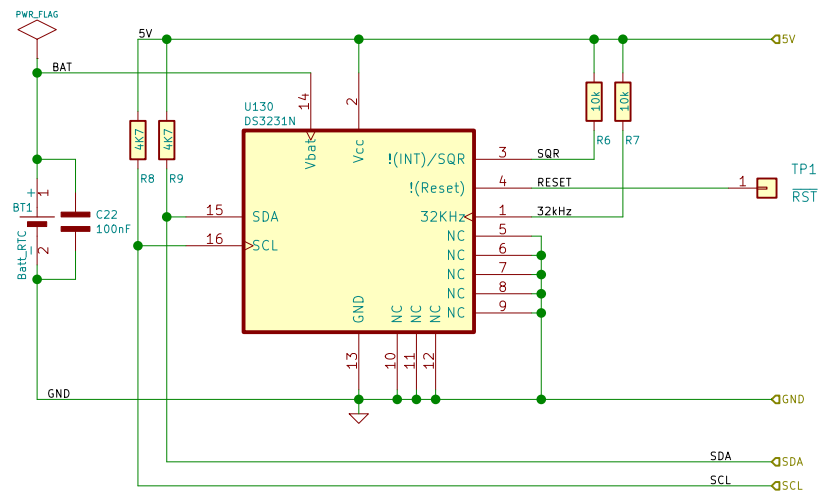 PWR_FLAG
5V
5V
BAT
U130
DS3231N
14
2
Vbat
Vcc
4K7
4K7
R8
R9
10k
10k
R6
R7
!(INT)/SQR
3
SQR
!(Reset)
4
RESET
1
TP1
RST
32KHz
1
32kHz
15
SDA
16
SCL
NC
5
NC
6
NC
7
NC
8
NC
9
+
1
BT1
2
-
Batt_RTC
C22
100nF
GND
NC
NC
NC
13
10
11
12
GND
GND
SDA
SDA
SCL
SCL